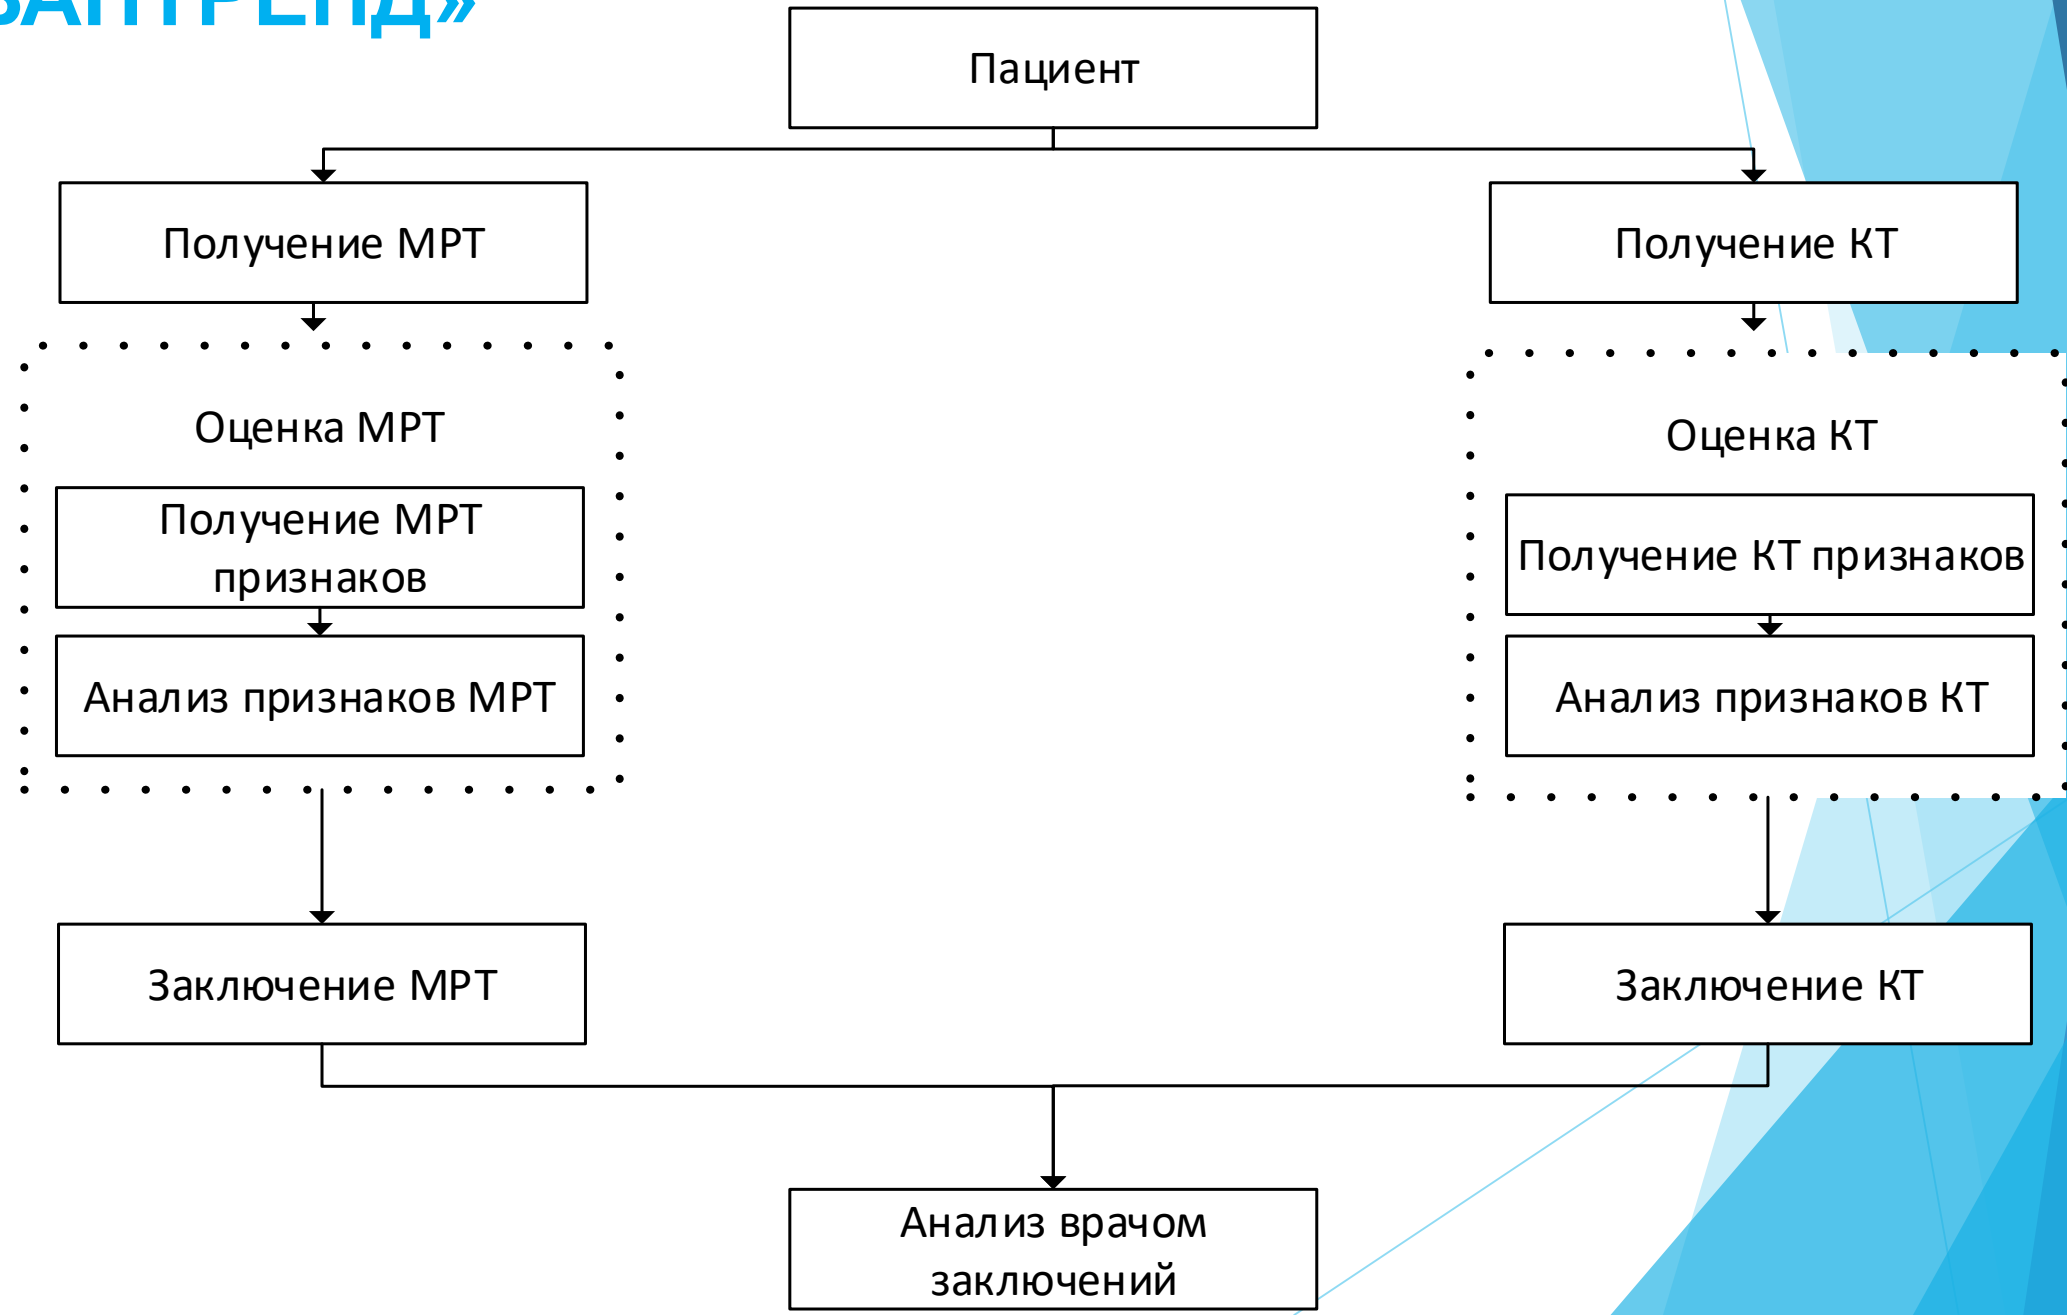 Пациент
Получение МРТ
Получение КТ
Оценка МРТ
Оценка КТ
Получение МРТ
признаков
Получение КТ признаков
Анализ признаков МРТ
Анализ признаков КТ
Заключение МРТ
Заключение КТ
Анализ врачом
заключений